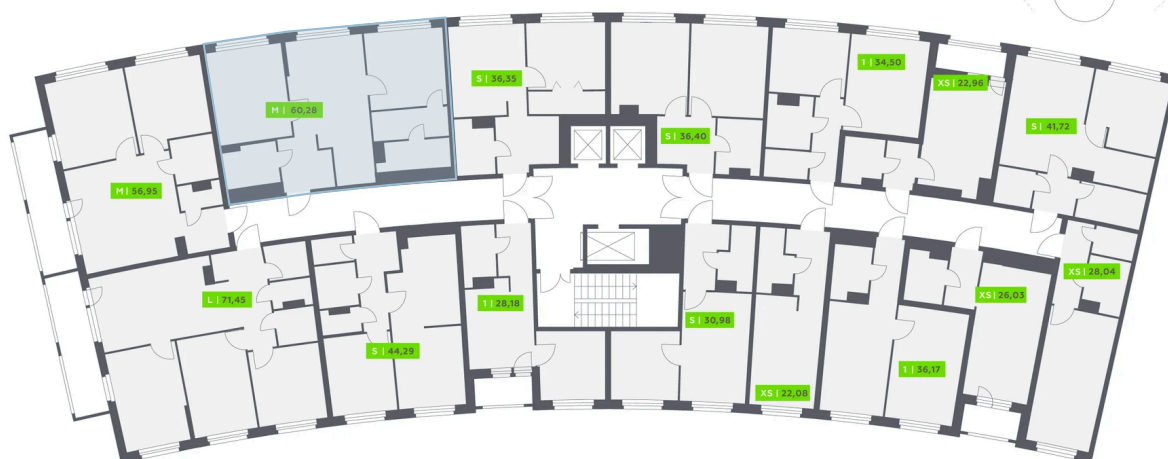 S | 36,35
1 | 34,50
XS | 22,96
M | 60,28
S | 41,72
S | 36,40
M | 56,95
XS | 28,04
L | 71,45
XS | 26,03
1 | 28,18
S | 30,98
S | 44,29
1 | 36,17
XS | 22,08